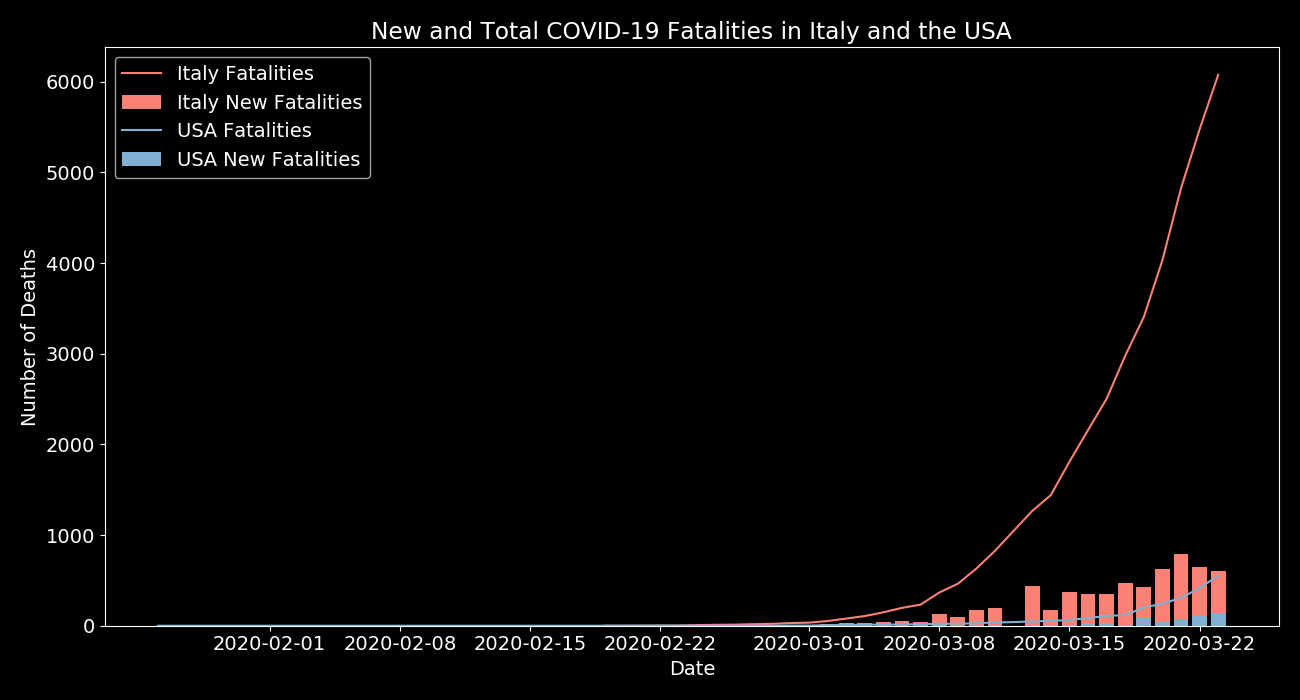 New and Total COVID-19 Fatalities in Italy and the USA
Italy Fatalities
Italy New Fatalities
USA Fatalities
USA New Fatalities
Number of Deaths
6000
5000
4000
3000
2000
1000
0
2020-02-01 2020-02-08 2020-02-15 2020-02-22 2020-03-01 2020-03-08 2020-03-15 2020-03-22
Date